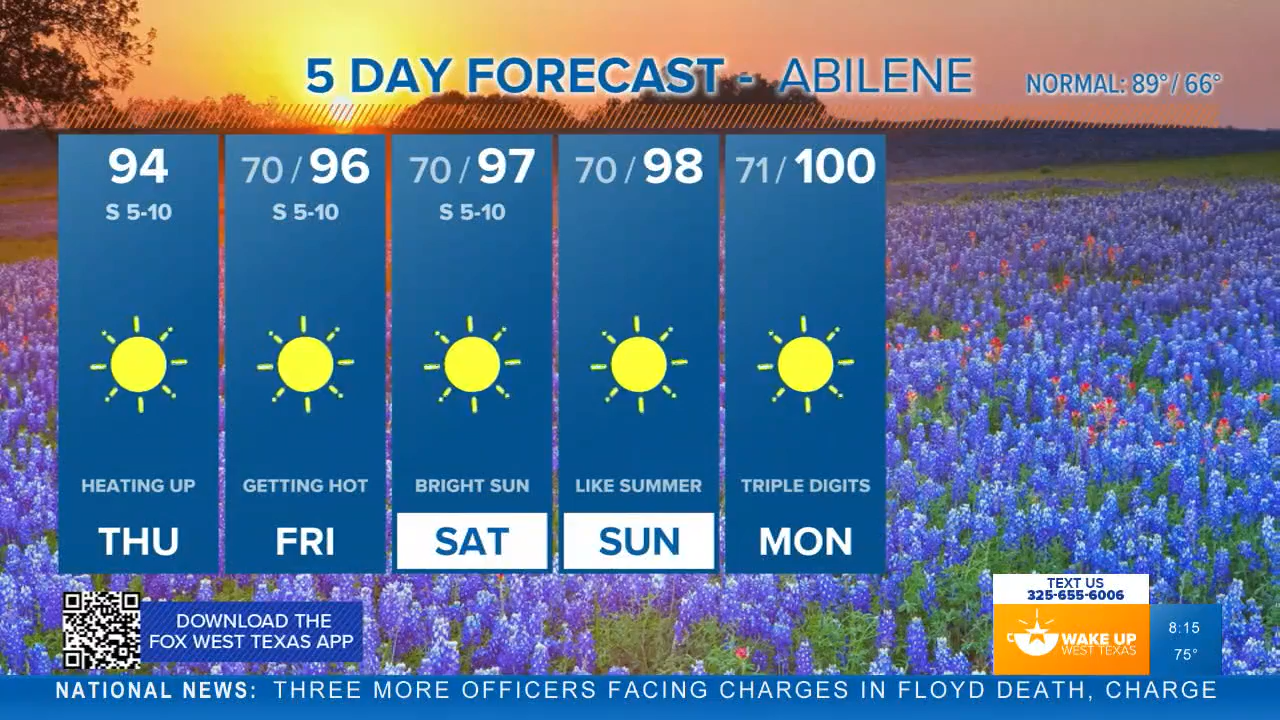 5 DAY FORECAST - ABILENE
NORMAL: 89°/ 66°
94
S 5-10
HEATING UP
THU
70 / 96
S 5-10
GETTING HOT
FRI
70 / 97
S 5-10
BRIGHT SUN
SAT
70 / 98
LIKE SUMMER
SUN
71 / 100
TRIPLE DIGITS
MON
DOWNLOAD THE
FOX WEST TEXAS APP
TEXT US
325-655-6006
WAKE UP
WEST TEXAS
8:15
75°
NATIONAL NEWS: THREE MORE OFFICERS FACING CHARGES IN FLOYD DEATH, CHARGE